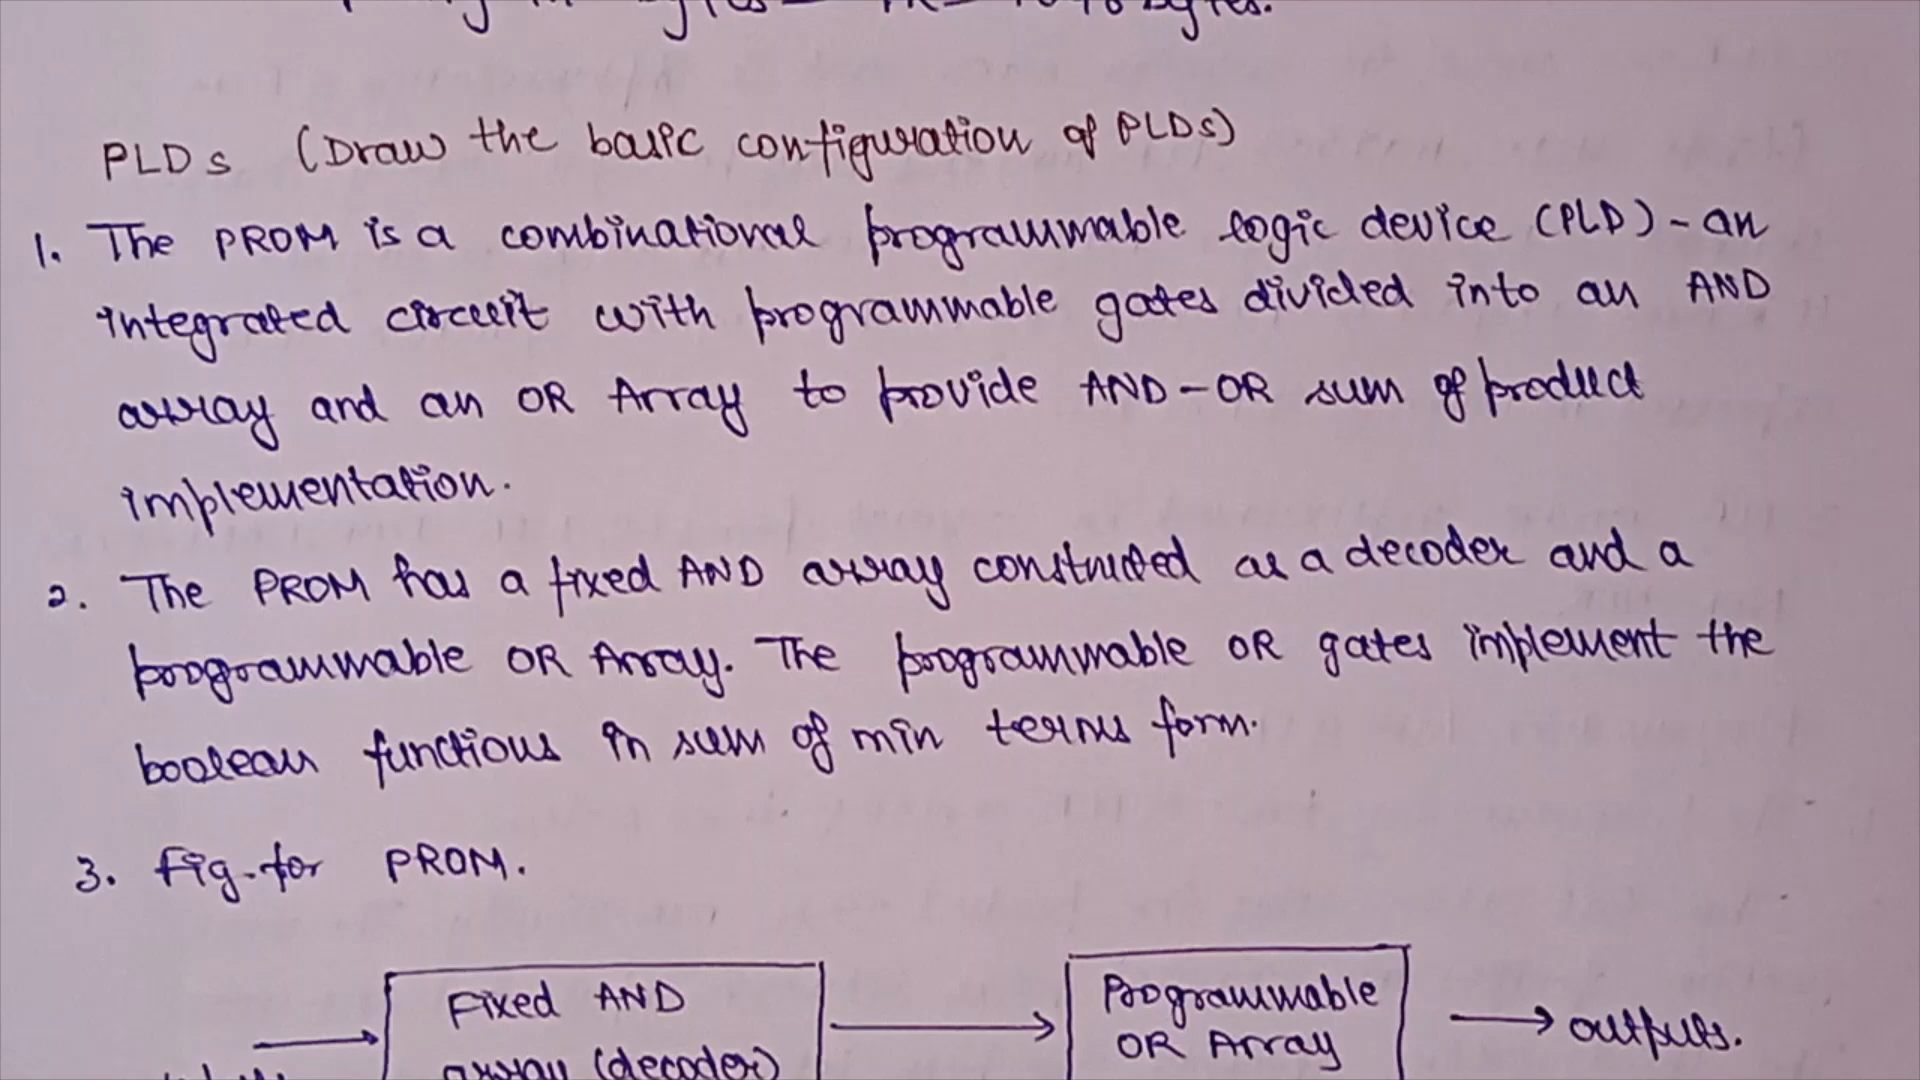 bytes.
PLDs (Draw the basic configuration of PLDs)
1. The PROM is a combinational programmable logic device (PLD) - an
integrated circuit with programmable gates divided into an AND
array and an OR Array to provide AND-OR sum of product
implementation.
2. The PROM has a fixed AND array constructed as a decoder and a
programmable OR Array. The programmable OR gates implement the
boolean functions in sum of min terms form.
3. Fig. for PROM.
Fixed AND
array (decoder)
Programmable
OR Array
outputs.